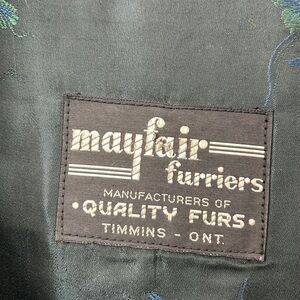 mayfair
furriers
MANUFACTURERS OF
• QUALITY FURS •
TIMMINS - ONT.